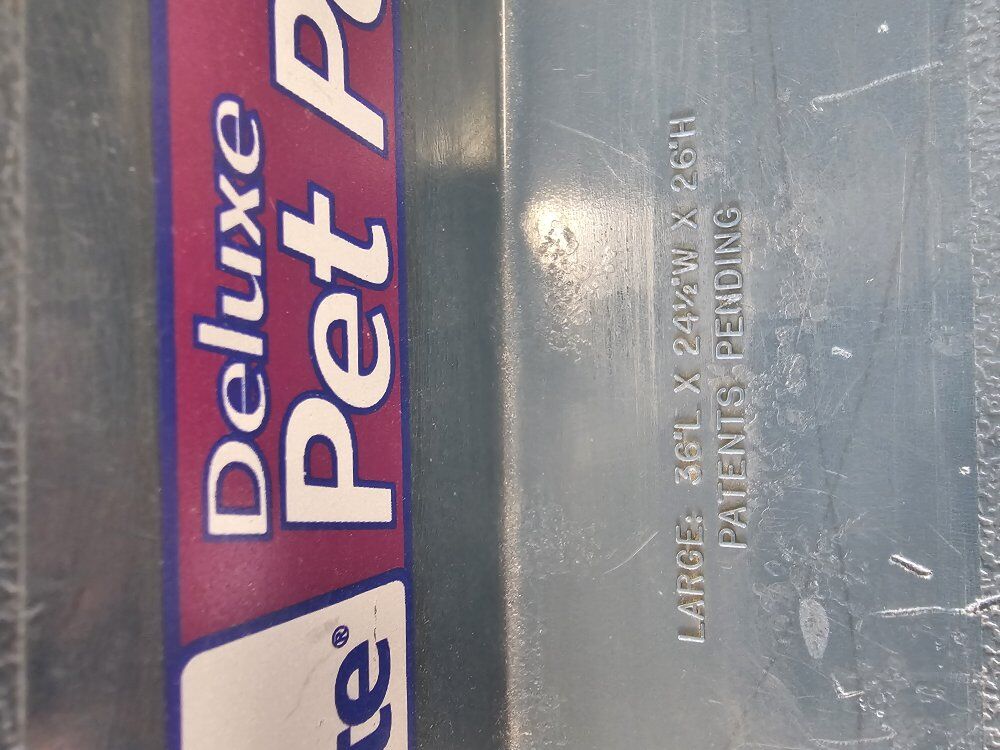 Deluxe
Pet
LARGE: 36"L X 24½"W X 26"H
PATENTS PENDING